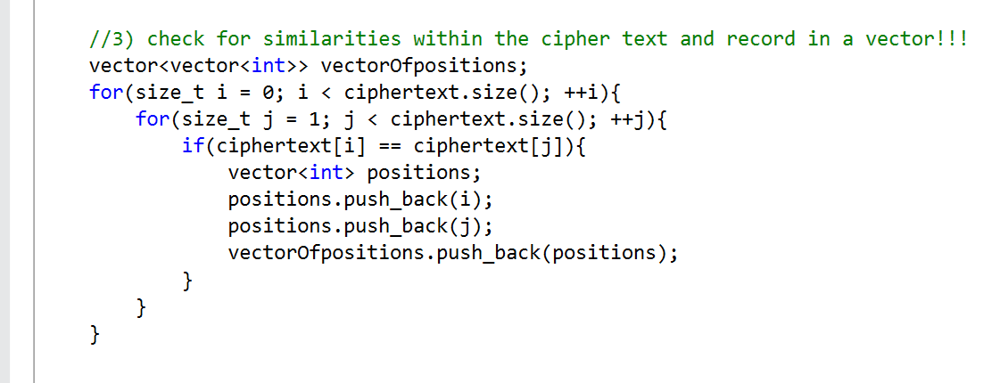 //3) check for similarities within the cipher text and record in a vector!!!
vector<vector<int>> vectorOfpositions;
for(size_t i = 0; i < ciphertext.size(); ++i){
for(size_t j = 1; j < ciphertext.size(); ++j){
if(ciphertext[i] == ciphertext[j]){
vector<int> positions;
positions.push_back(i);
positions.push_back(j);
vectorOfpositions.push_back(positions);
}
}
}